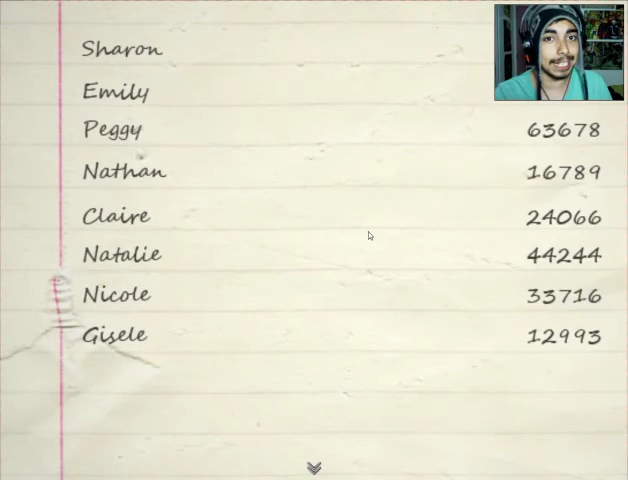 Sharon
Emily
Peggy 63678
Nathan 16789
Claire 24066
Natalie 44244
Nicole 33716
Gisele 12993